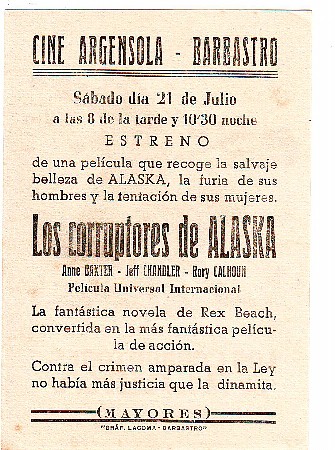 CINE ARGENSOLA - BARBASTRO
Sábado día 21 de Julio
a las 8 de la tarde y 10'30 noche
ESTRENO
de una película que recoge la salvaje
belleza de ALASKA, la furia de sus
hombres y la tentación de sus mujeres.
Los corruptores de ALASKA
Anne BAXTER - Jeff CHANDLER - Rory CALHOUN
Película Universal Internacional
La fantástica novela de Rex Beach,
convertida en la más fantástica pelícu-
la de acción.
Contra el crimen amparada en la Ley
no había más justicia que la dinamita.
(MAYORES)
"GRÁF. LAGOMA - BARBASTRO"